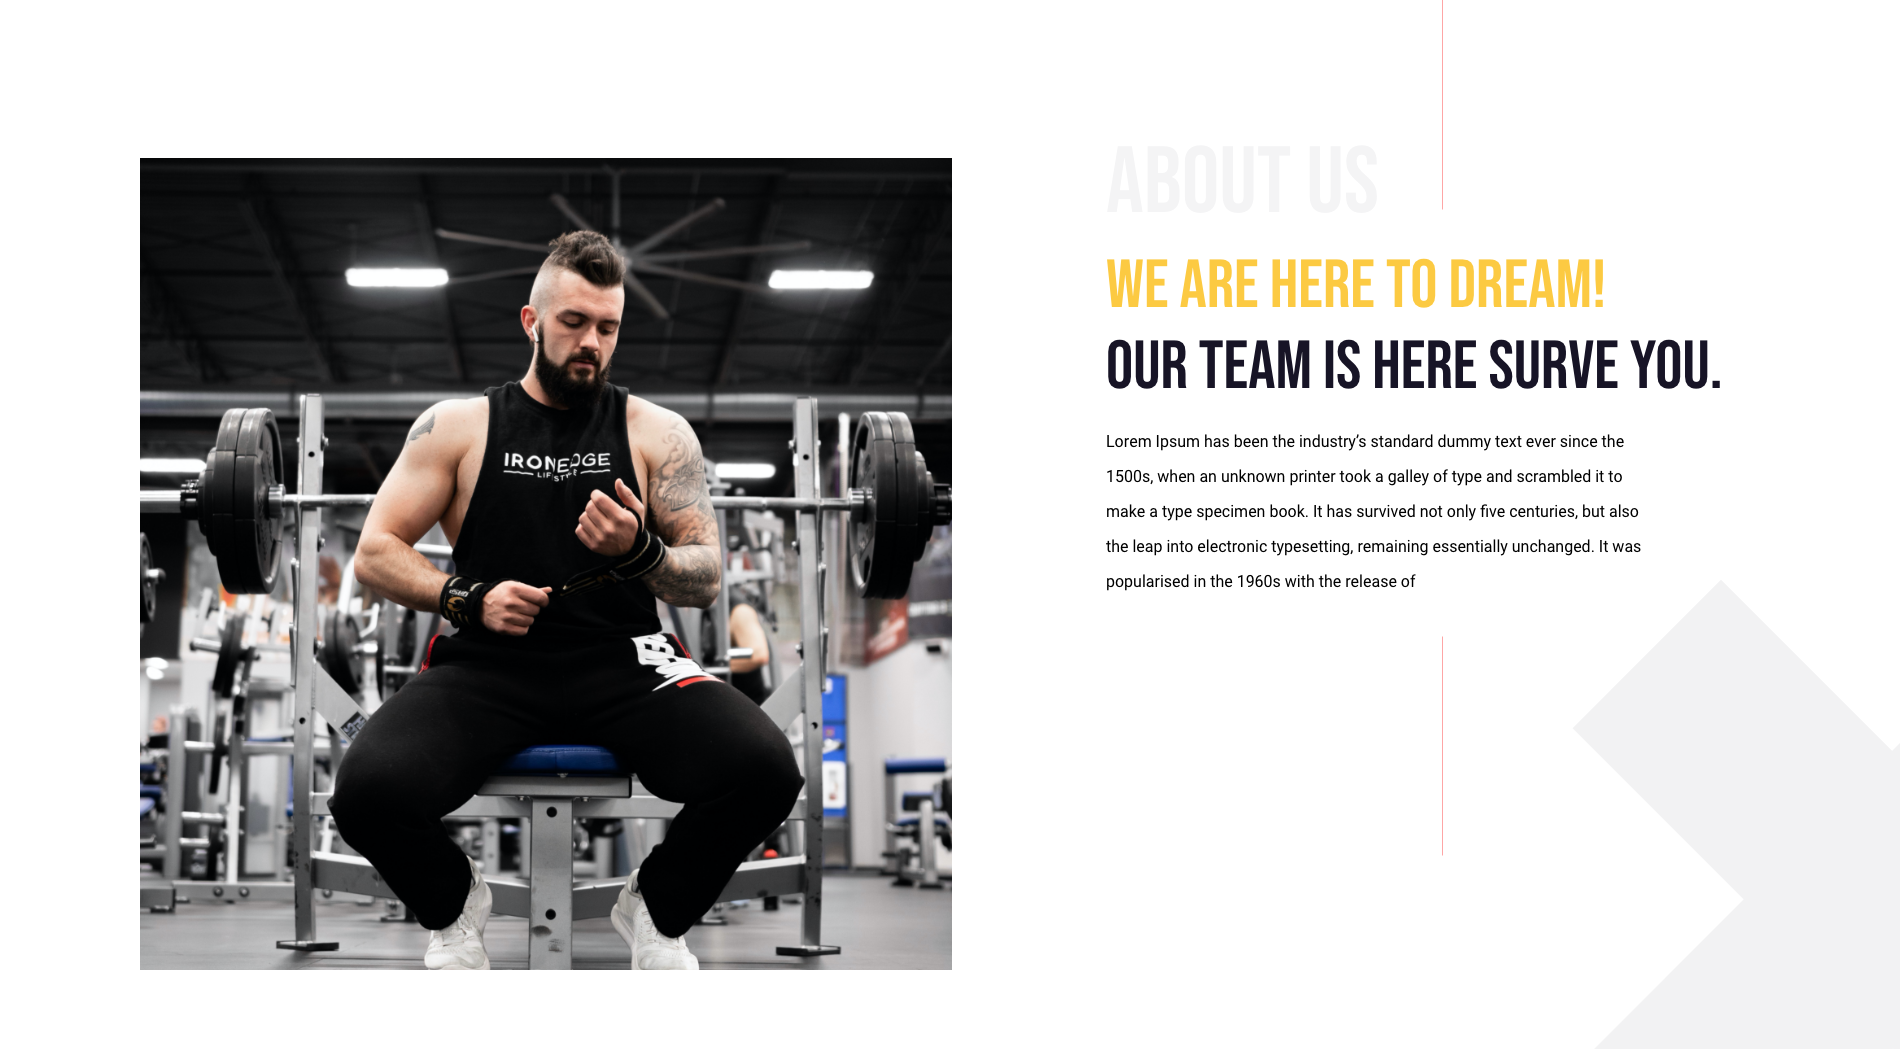 ABOUT US
WE ARE HERE TO DREAM!
OUR TEAM IS HERE SURVE YOU.
Lorem Ipsum has been the industry’s standard dummy text ever since the
1500s, when an unknown printer took a galley of type and scrambled it to
make a type specimen book. It has survived not only five centuries, but also
the leap into electronic typesetting, remaining essentially unchanged. It was
popularised in the 1960s with the release of
IRONEDGE
LIFESTYLE